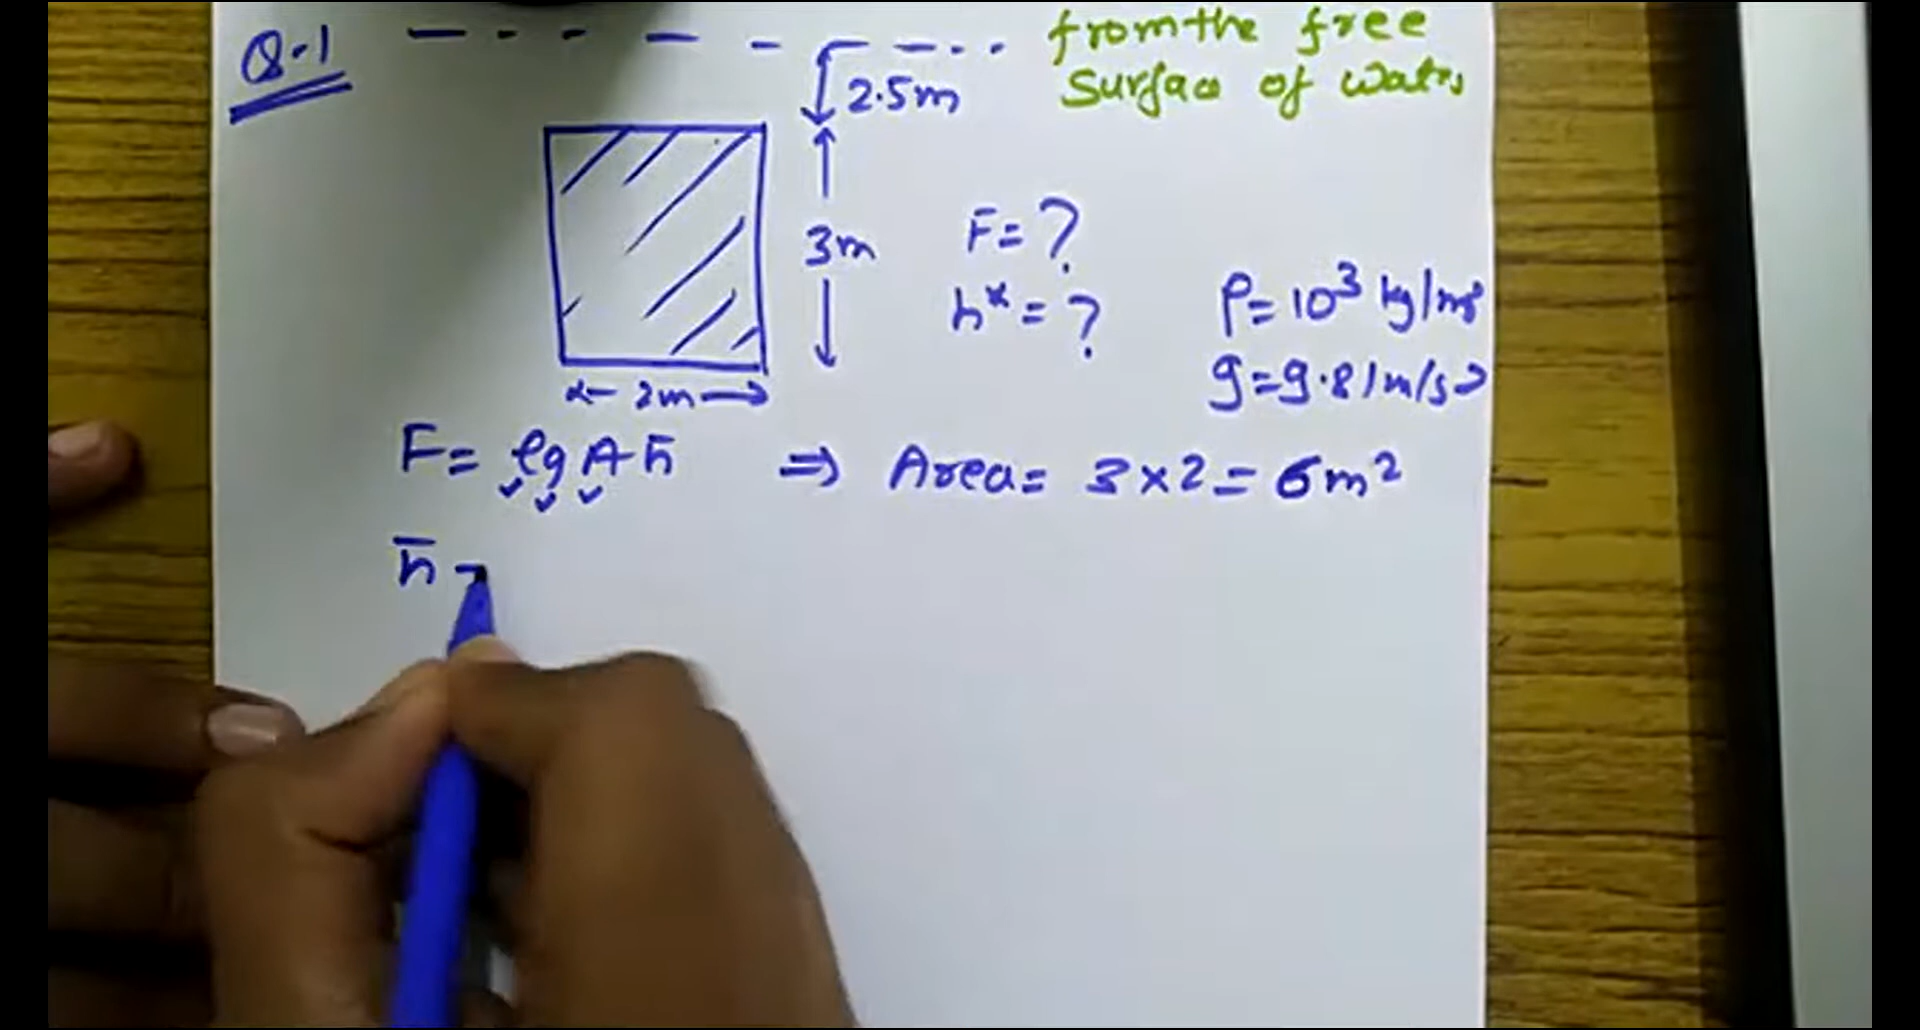 Q.1
from the free
Surface of water
2.5m
3m
F = ?
h* = ?
ρ = 10³ kg/m³
g = 9.81 m/s²
2m
F = ρgAh̄ ⇒ Area = 3 × 2 = 6m²
h̄ =